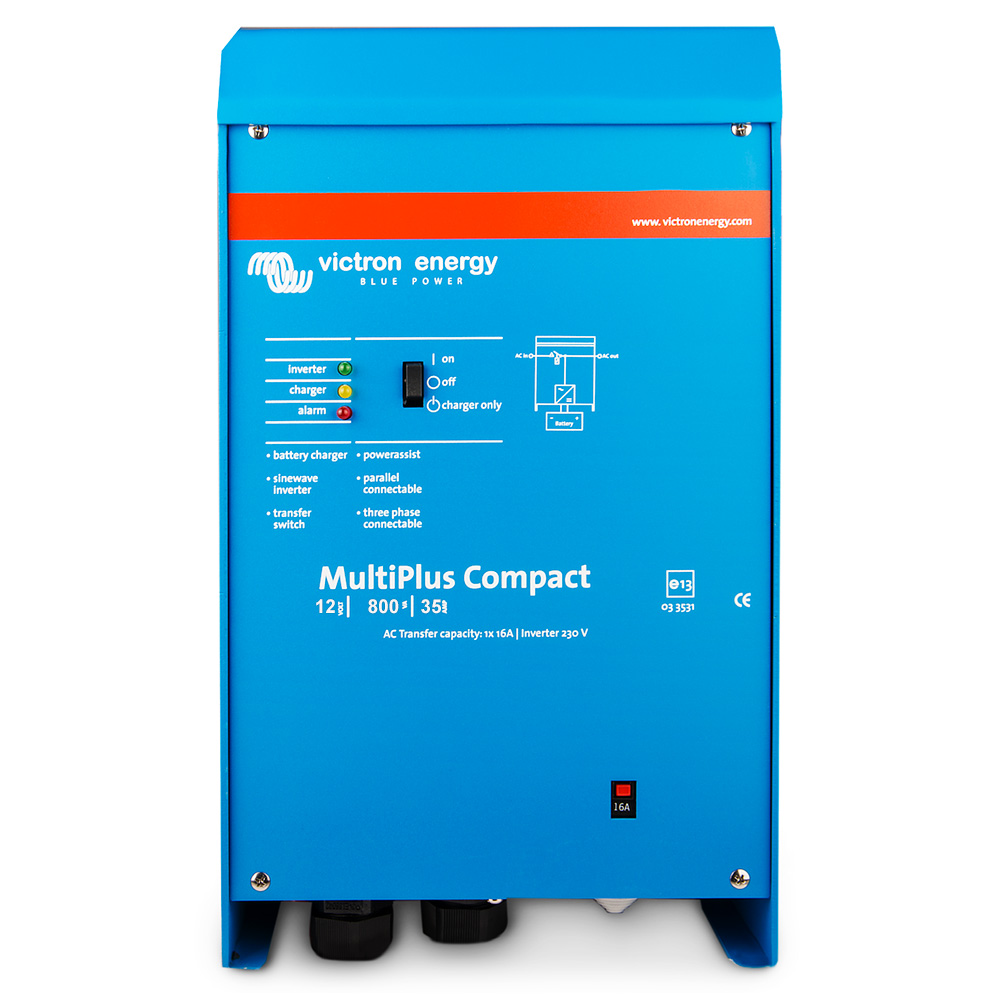 www.victronenergy.com
victron energy
BLUE POWER
inverter
charger
alarm
on
off
charger only
AC in
AC out
Battery
• battery charger
• sinewave
inverter
• transfer
switch
• powerassist
• parallel
connectable
• three phase
connectable
MultiPlus Compact
12 VOLT | 800 | 35
e13
03 3531
CE
AC Transfer capacity: 1x 16A | Inverter 230 V
16A